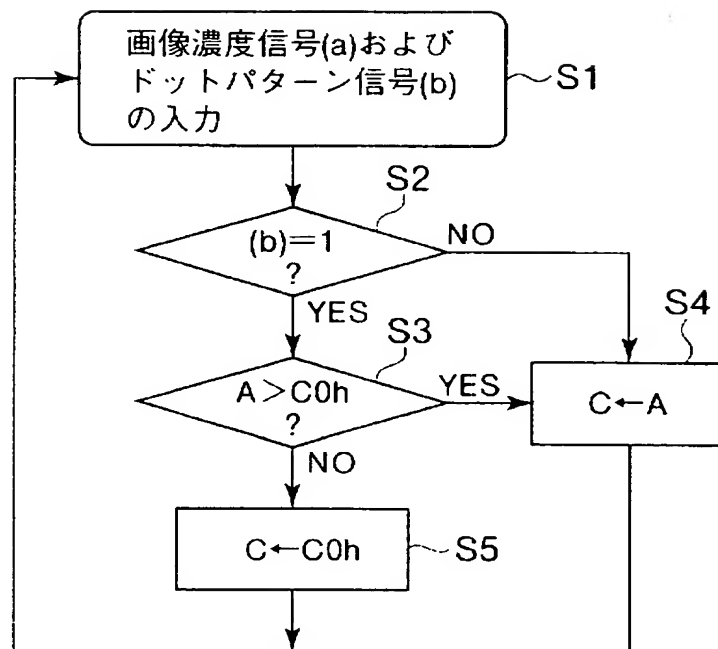 画像濃度信号(a)および
ドットパターン信号(b)
の入力
S1
S2
(b)=1
?
NO
YES
S3
A>C0h
?
YES
NO
S4
C←A
C←C0h
S5